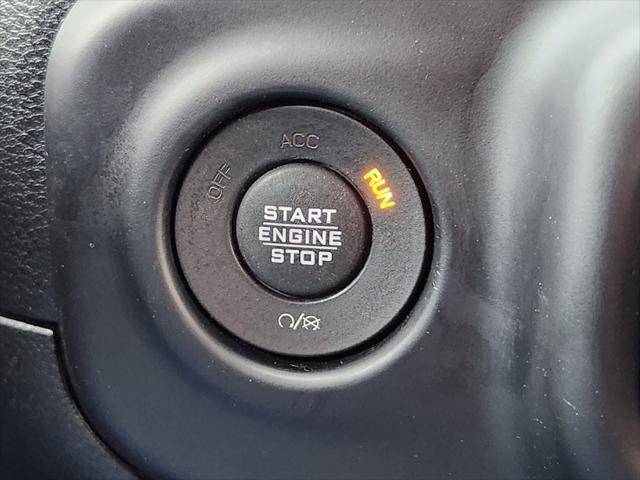 OFF
ACC
RUN
START
ENGINE
STOP